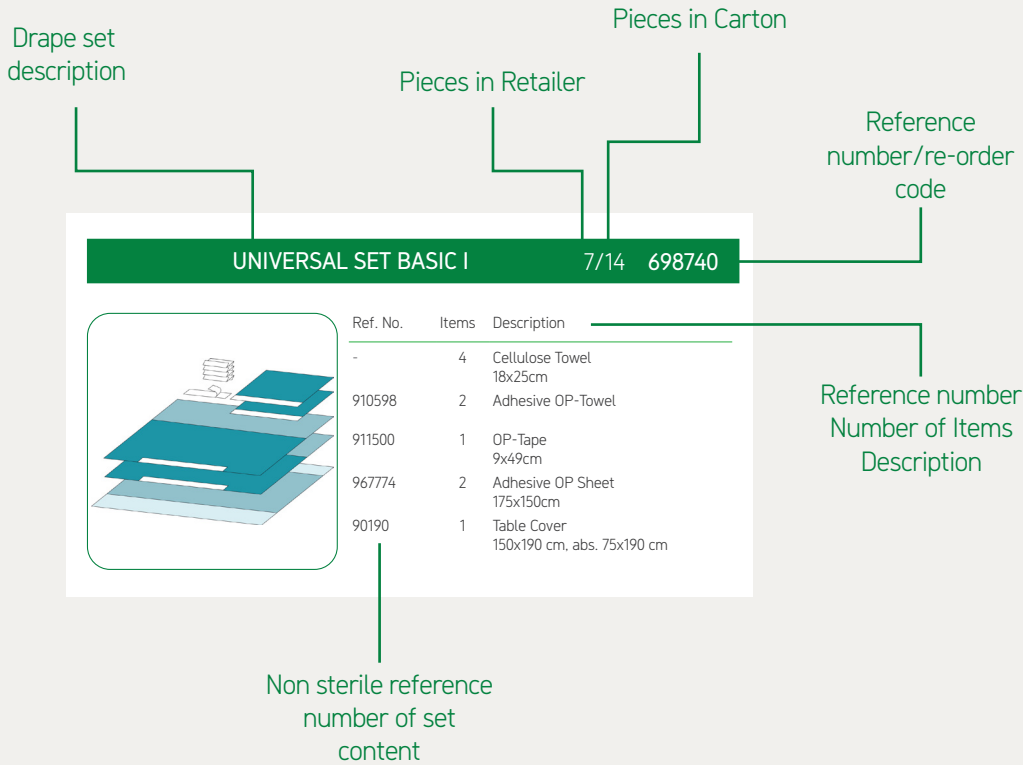 Pieces in Carton
Drape set
description
Pieces in Retailer
Reference
number/re-order
code
UNIVERSAL SET BASIC I 7/14 698740
Ref. No. Items Description
- 4 Cellulose Towel
18x25cm
910598 2 Adhesive OP-Towel
911500 1 OP-Tape
9x49cm
967774 2 Adhesive OP Sheet
175x150cm
90190 1 Table Cover
150x190 cm, abs. 75x190 cm
Reference number
Number of Items
Description
Non sterile reference
number of set
content